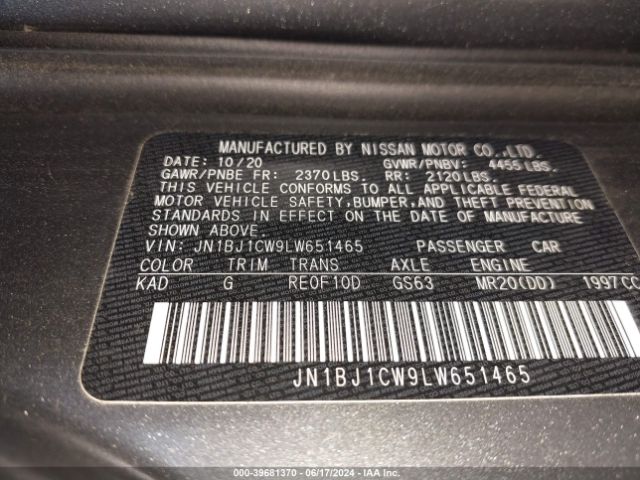 MANUFACTURED BY NISSAN MOTOR CO.,LTD.
DATE: 10/20 GVWR/PNBV: 4455 LBS.
GAWR/PNBE FR: 2370 LBS. RR: 2120 LBS.
THIS VEHICLE CONFORMS TO ALL APPLICABLE FEDERAL
MOTOR VEHICLE SAFETY, BUMPER, AND THEFT PREVENTION
STANDARDS IN EFFECT ON THE DATE OF MANUFACTURE
SHOWN ABOVE.
VIN: JN1BJ1CW9LW651465 PASSENGER CAR
COLOR TRIM TRANS AXLE ENGINE
KAD G RE0F10D GS63 MR20(DD) 1997CC
JN1BJ1CW9LW651465
000-39681370 - 06/17/2024 - IAA Inc.